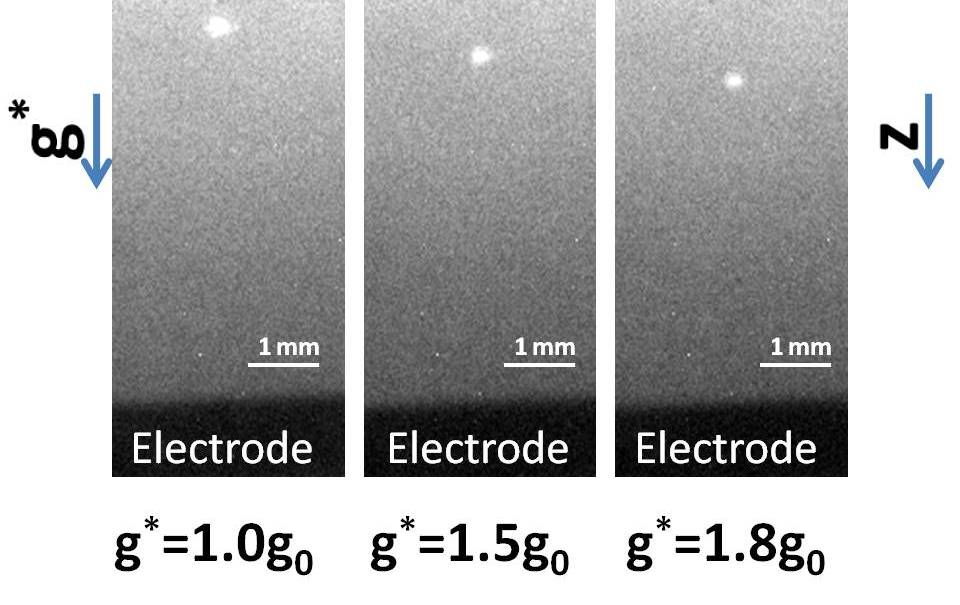 g*
z
1 mm
1 mm
1 mm
Electrode
Electrode
Electrode
g*=1.0g₀
g*=1.5g₀
g*=1.8g₀